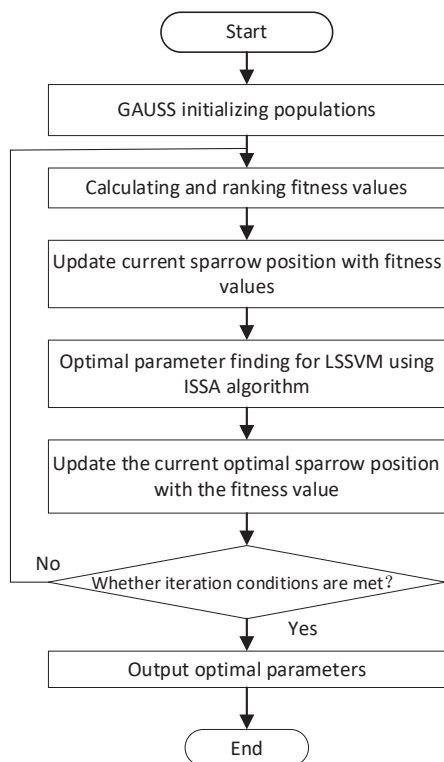 Start
GAUSS initializing populations
Calculating and ranking fitness values
Update current sparrow position with fitness
values
Optimal parameter finding for LSSVM using
ISSA algorithm
Update the current optimal sparrow position
with the fitness value
No
Whether iteration conditions are met？
Yes
Output optimal parameters
End